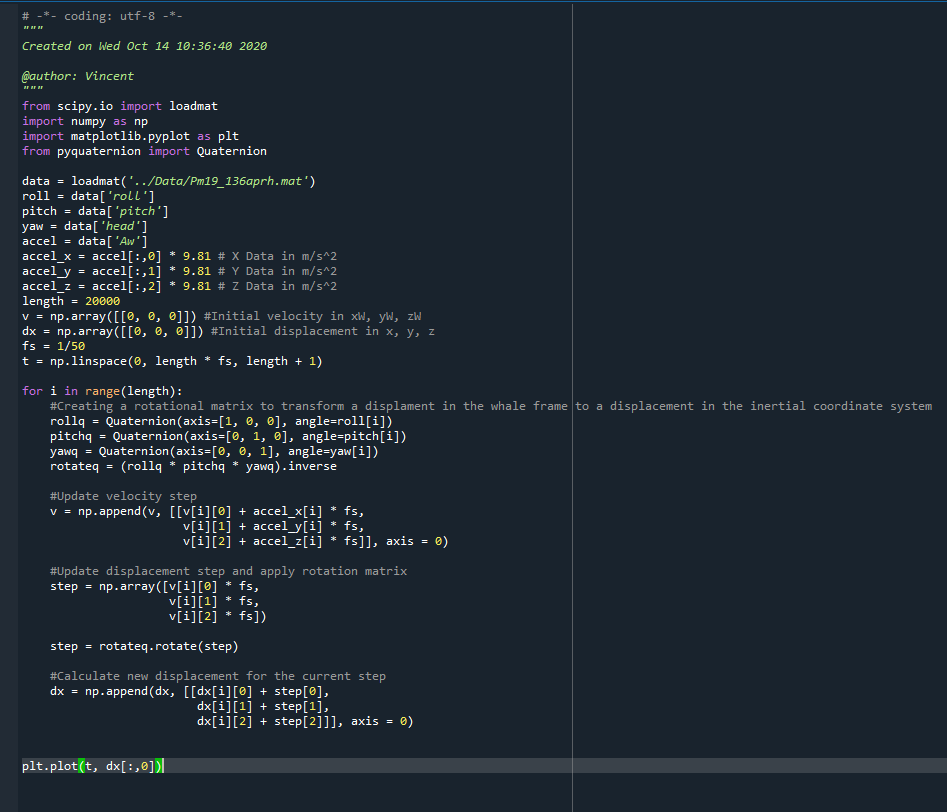 # -*- coding: utf-8 -*-
"""
Created on Wed Oct 14 10:36:40 2020

@author: Vincent
"""
from scipy.io import loadmat
import numpy as np
import matplotlib.pyplot as plt
from pyquaternion import Quaternion

data = loadmat('../Data/Pm19_136aprh.mat')
roll = data['roll']
pitch = data['pitch']
yaw = data['head']
accel = data['Aw']
accel_x = accel[:,0] * 9.81 # X Data in m/s^2
accel_y = accel[:,1] * 9.81 # Y Data in m/s^2
accel_z = accel[:,2] * 9.81 # Z Data in m/s^2
length = 20000
v = np.array([[0, 0, 0]]) #Initial velocity in xW, yW, zW
dx = np.array([[0, 0, 0]]) #Initial displacement in x, y, z
fs = 1/50
t = np.linspace(0, length * fs, length + 1)

for i in range(length):
    #Creating a rotational matrix to transform a displament in the whale frame to a displacement in the inertial coordinate system
    rollq = Quaternion(axis=[1, 0, 0], angle=roll[i])
    pitchq = Quaternion(axis=[0, 1, 0], angle=pitch[i])
    yawq = Quaternion(axis=[0, 0, 1], angle=yaw[i])
    rotateq = (rollq * pitchq * yawq).inverse

    #Update velocity step
    v = np.append(v, [[v[i][0] + accel_x[i] * fs,
                       v[i][1] + accel_y[i] * fs,
                       v[i][2] + accel_z[i] * fs]], axis = 0)

    #Update displacement step and apply rotation matrix
    step = np.array([v[i][0] * fs,
                     v[i][1] * fs,
                     v[i][2] * fs])

    step = rotateq.rotate(step)

    #Calculate new displacement for the current step
    dx = np.append(dx, [[dx[i][0] + step[0],
                         dx[i][1] + step[1],
                         dx[i][2] + step[2]]], axis = 0)


plt.plot(t, dx[:,0])